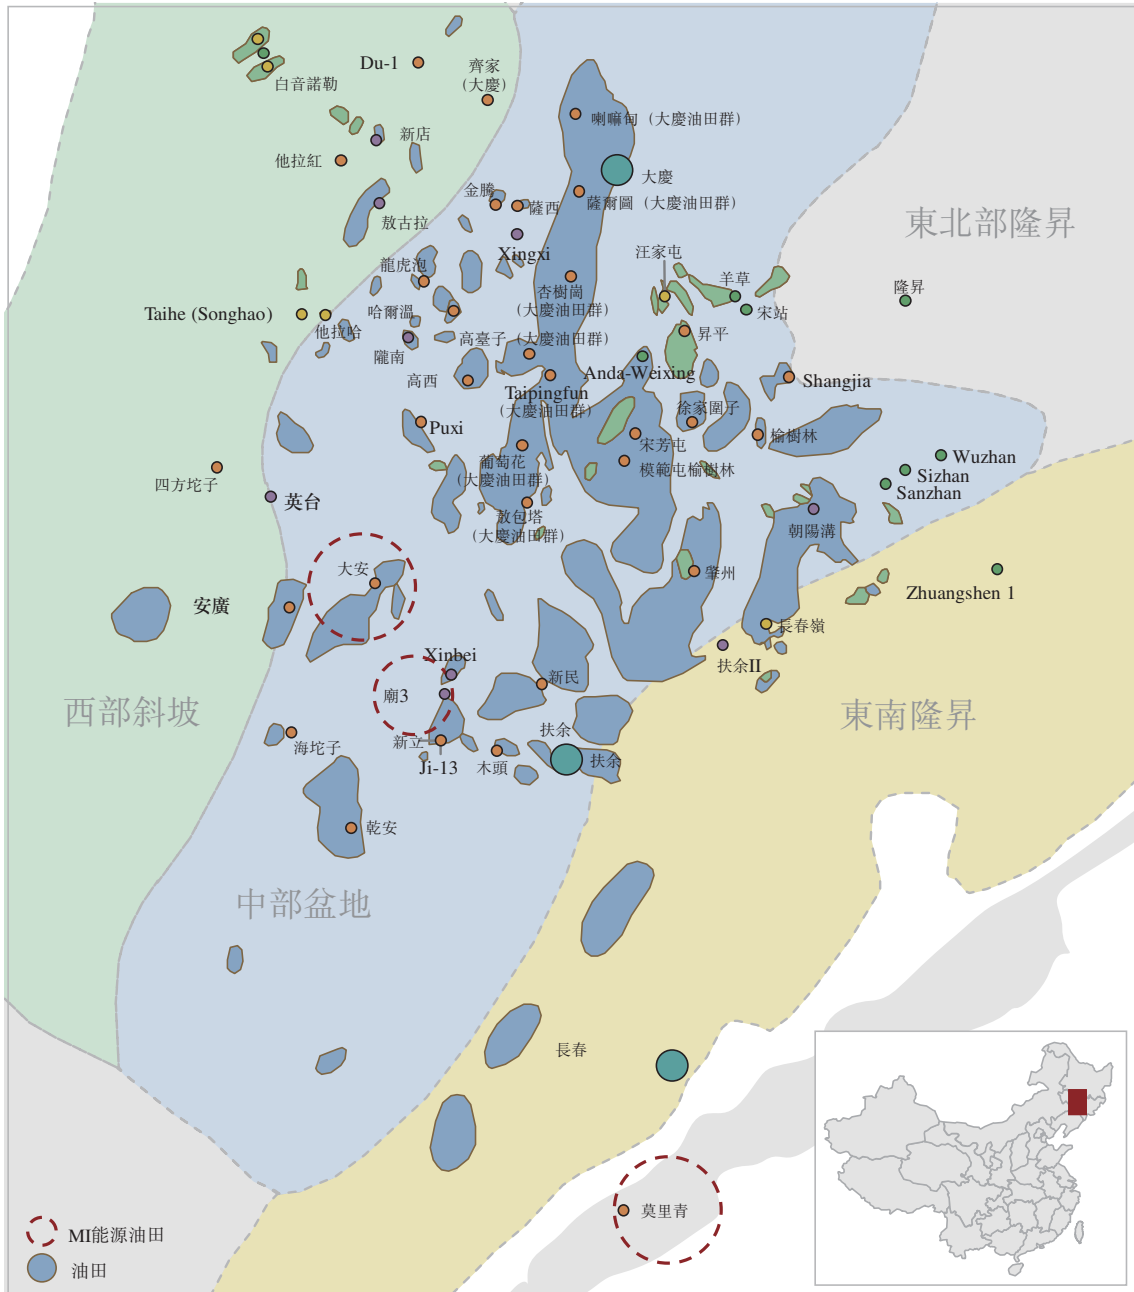 Du-1
齊家
(大慶)
白音諾勒
喇嘛甸 (大慶油田群)
新店
他拉紅
大慶
金騰
薩西
薩爾圖 (大慶油田群)
敖古拉
東北部隆昇
Xingxi
汪家屯
龍虎泡
羊草
隆昇
杏樹崗
(大慶油田群)
Taihe (Songhao)
哈爾溫
宋站
他拉哈
高臺子 (大慶油田群)
昇平
隴南
Anda-Weixing
高西
Taipingfun
(大慶油田群)
Shangjia
徐家圍子
Puxi
宋芳屯
榆樹林
葡萄花
(大慶油田群)
模範屯榆樹林
Wuzhan
Sizhan
Sanzhan
四方坨子
英台
敖包塔
(大慶油田群)
朝陽溝
大安
肇州
Zhuangshen 1
安廣
長春嶺
Xinbei
扶余II
新民
廟3
西部斜坡
東南隆昇
扶余
新立
海坨子
Ji-13
木頭
扶余
乾安
中部盆地
長春
莫里青
MI能源油田
油田